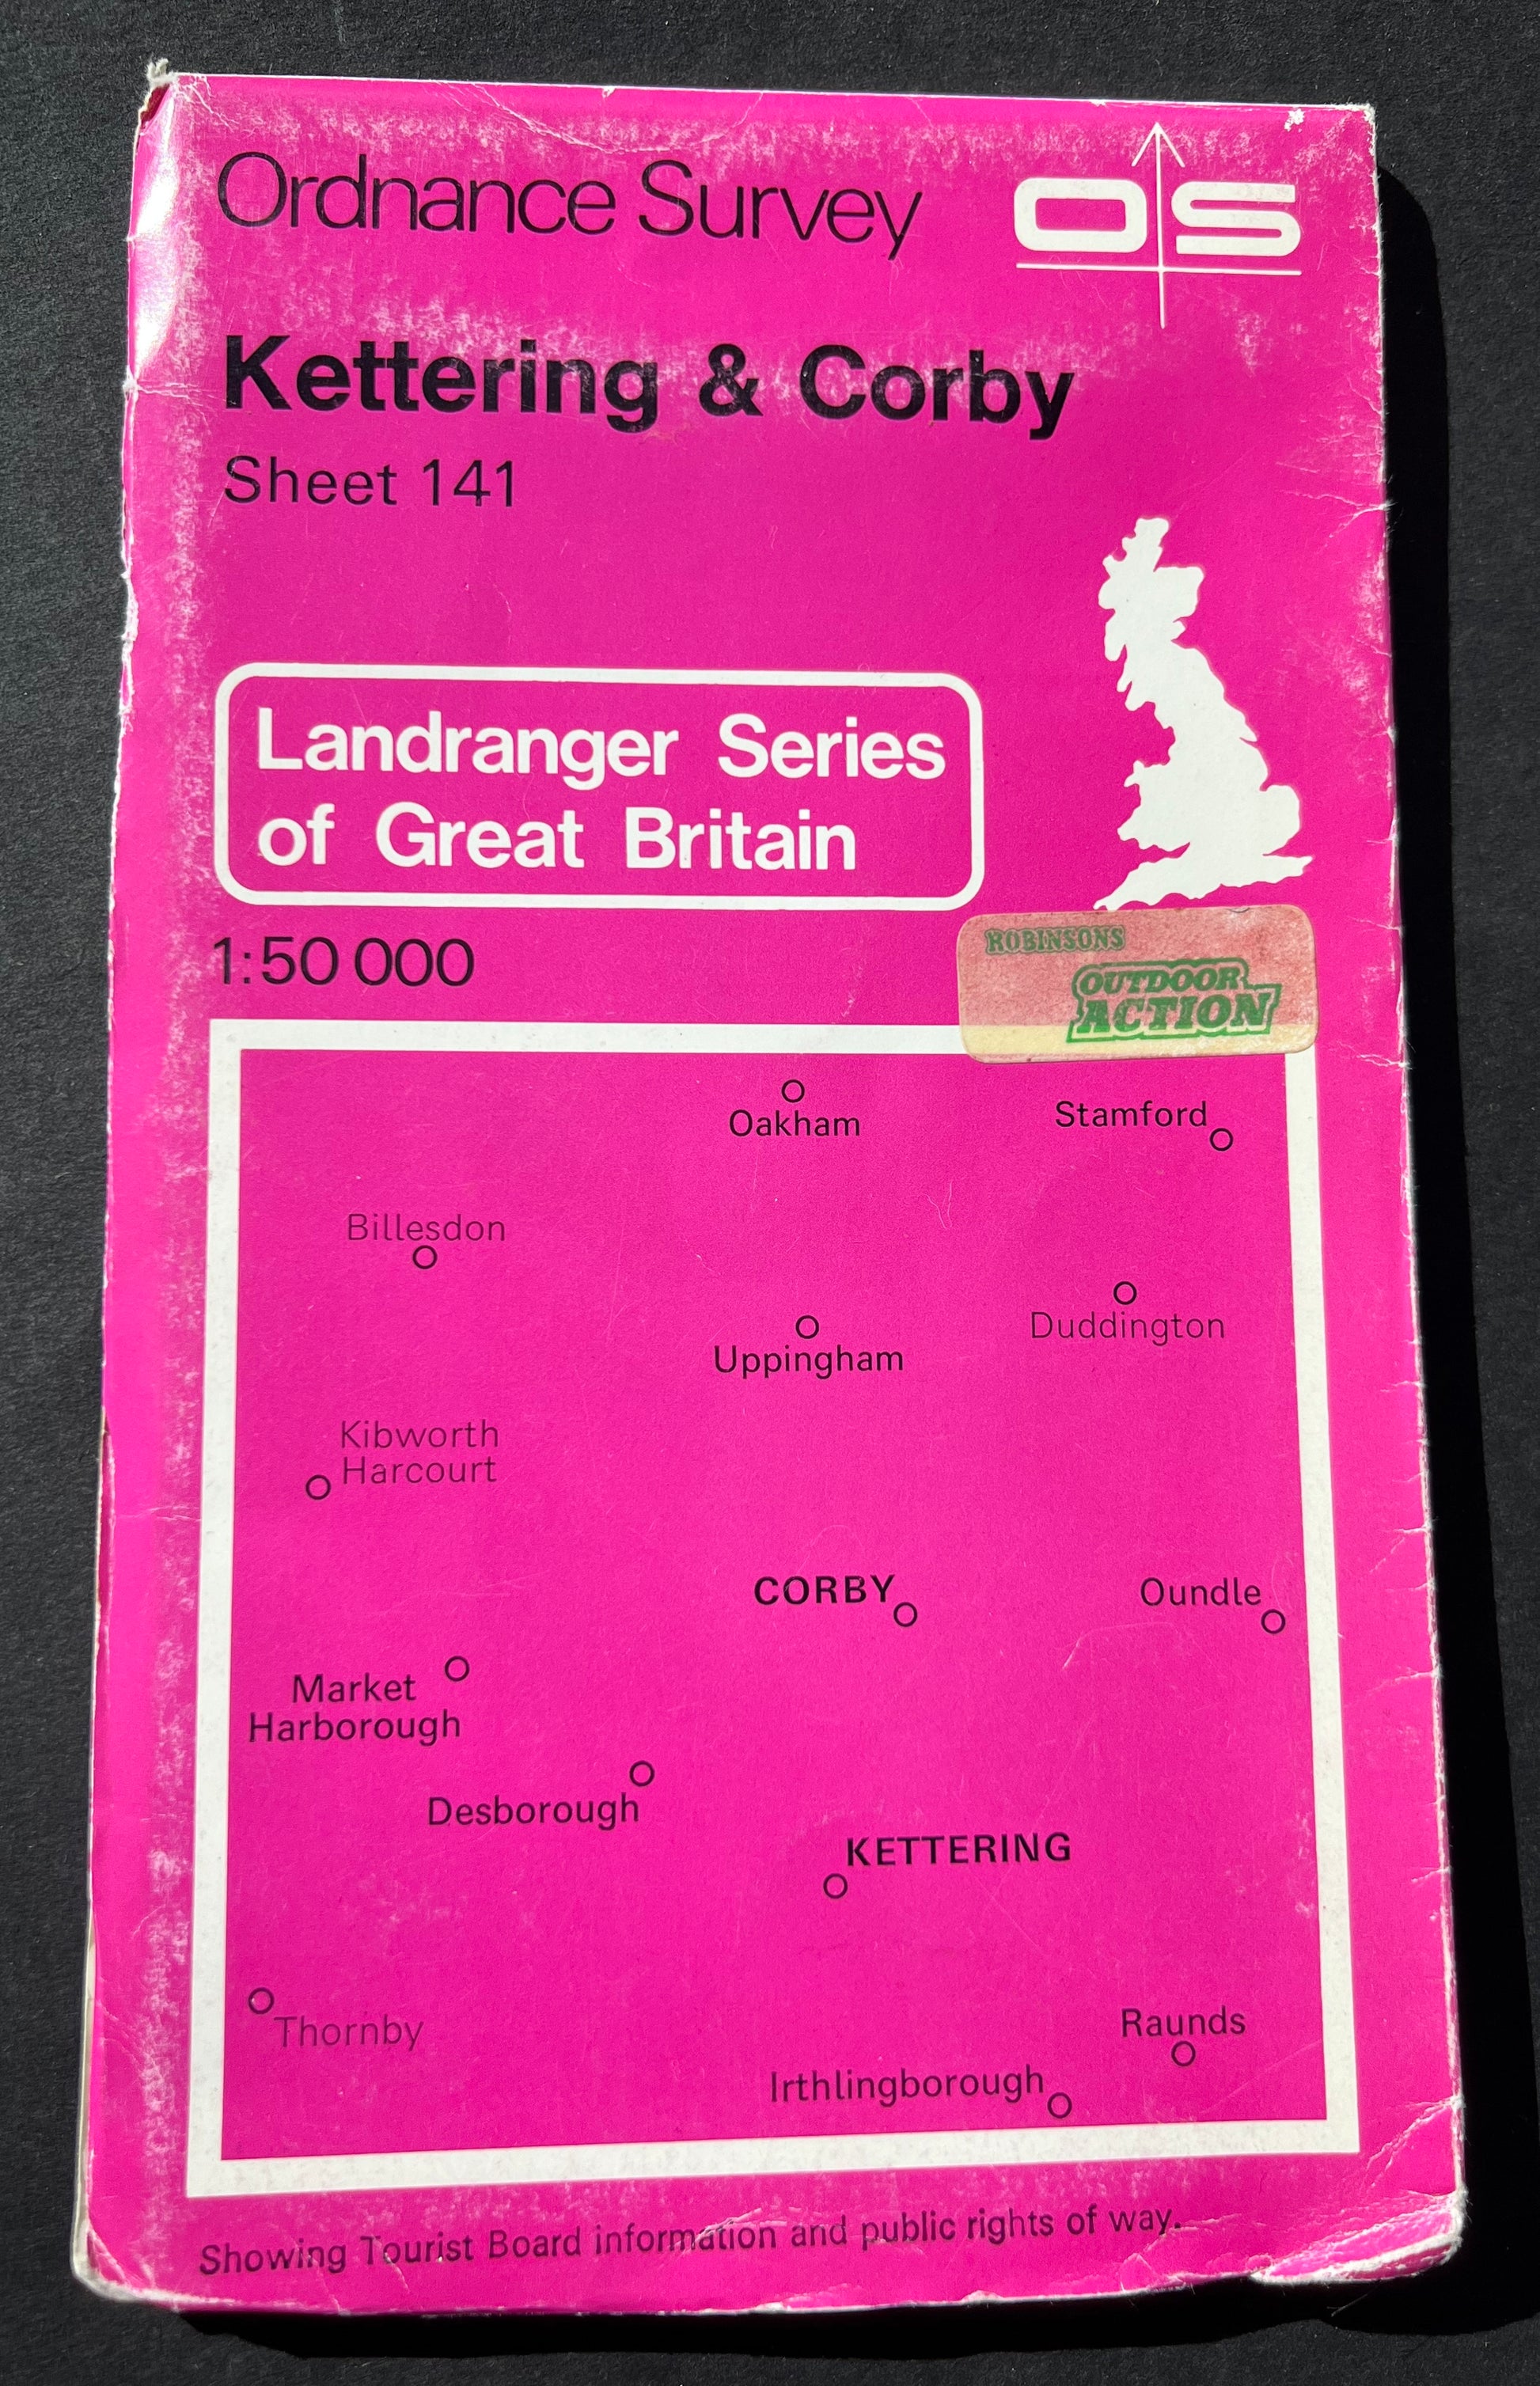 Ordnance Survey
OS
Kettering & Corby
Sheet 141
Landranger Series
of Great Britain
1:50 000
ROBINSONS
OUTDOOR
ACTION
Oakham
Stamford
Billesdon
Duddington
Uppingham
Kibworth
Harcourt
CORBY
Oundle
Market
Harborough
Desborough
KETTERING
Thornby
Raunds
Irthlingborough
Showing Tourist Board information and public rights of way.